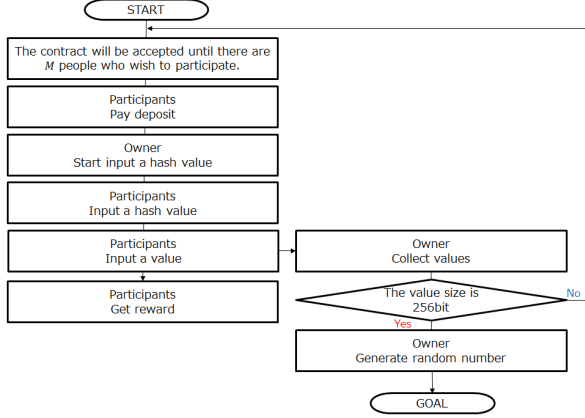 START
The contract will be accepted until there are
M people who wish to participate.
Participants
Pay deposit
Owner
Start input a hash value
Participants
Input a hash value
Participants
Input a value
Participants
Get reward
Owner
Collect values
The value size is
256bit
No
Yes
Owner
Generate random number
GOAL